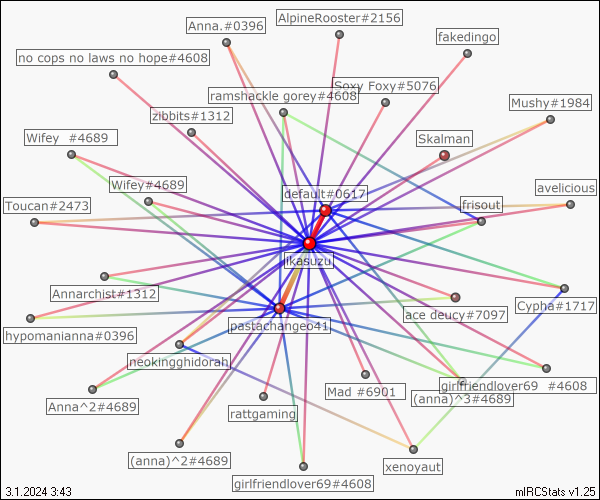 AlpineRooster#2156
Anna.#0396
fakedingo
no cops no laws no hope#4608
Soxy Foxy#5076
ramshackle gorey#4608
Mushy#1984
zibbits#1312
Wifey #4689
Skalman
Wifey#4689
default#0617
avelicious
Toucan#2473
frisout
ikasuzu
Annarchist#1312
Cypha#1717
ace deucy#7097
pastachange641
hypomanianna#0396
neokingghidorah
girlfriendlover69 #4608
Mad #6901
(anna)^3#4689
Anna^2#4689
rattgaming
(anna)^2#4689
xenoyaut
girlfriendlover69#4608
3.1.2024 3:43
mIRCStats v1.25